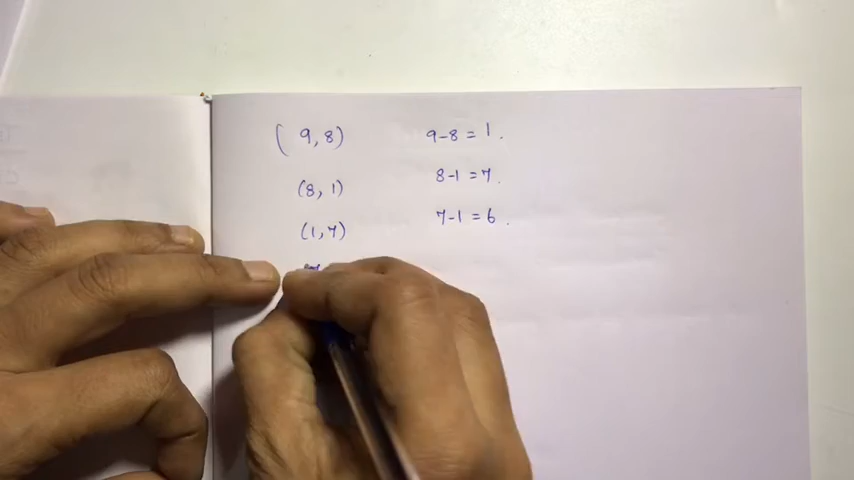 (9,8) 9-8 = 1.
(8, 1) 8-1 = 7.
(1,7) 7-1 = 6.